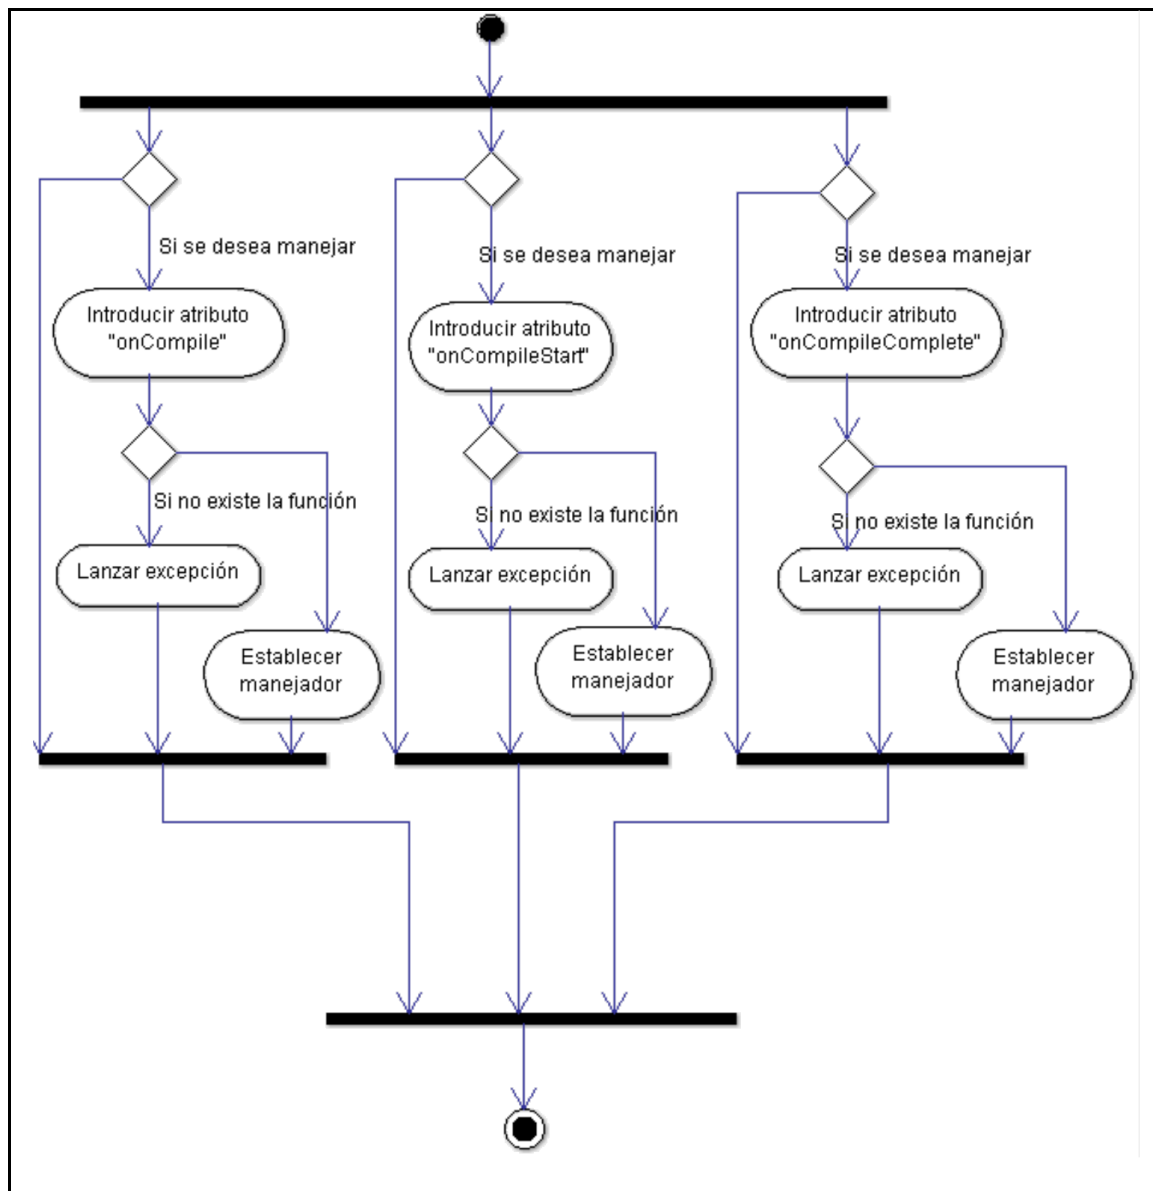 Si se desea manejar
Si se desea manejar
Si se desea manejar
Introducir atributo
"onCompile"
Introducir atributo
"onCompileStart"
Introducir atributo
"onCompileComplete"
Si no existe la función
Si no existe la función
Si no existe la función
Lanzar excepción
Lanzar excepción
Lanzar excepción
Establecer
manejador
Establecer
manejador
Establecer
manejador